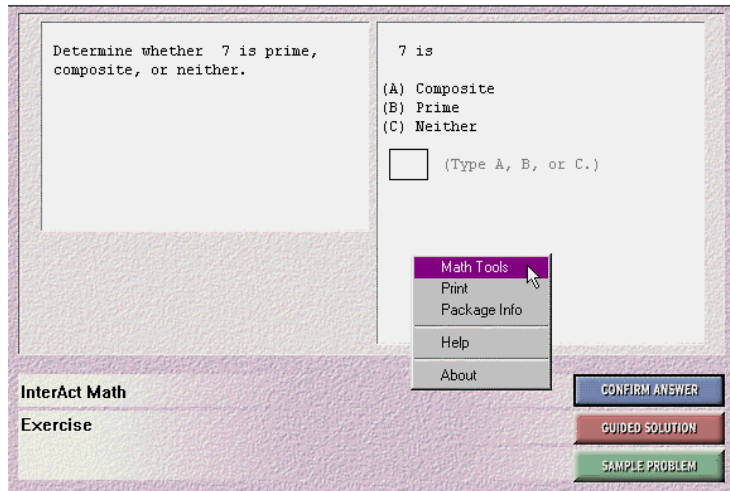 Determine whether 7 is prime,
composite, or neither.
7 is
(A) Composite
(B) Prime
(C) Neither
(Type A, B, or C.)
Math Tools
Print
Package Info
Help
About
InterAct Math
Exercise
CONFIRM ANSWER
GUIDED SOLUTION
SAMPLE PROBLEM